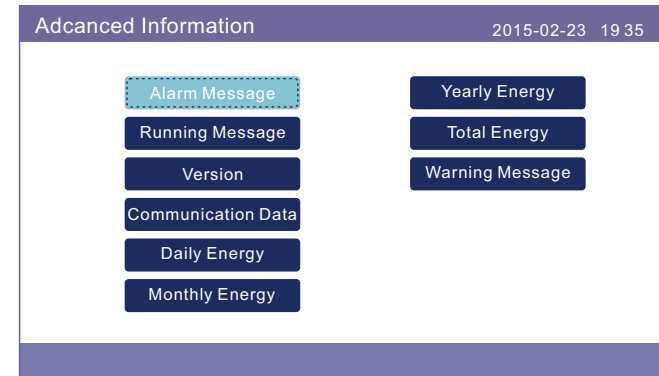 Adcanced Information
2015-02-23 19 35
Alarm Message
Running Message
Version
Communication Data
Daily Energy
Monthly Energy
Yearly Energy
Total Energy
Warning Message